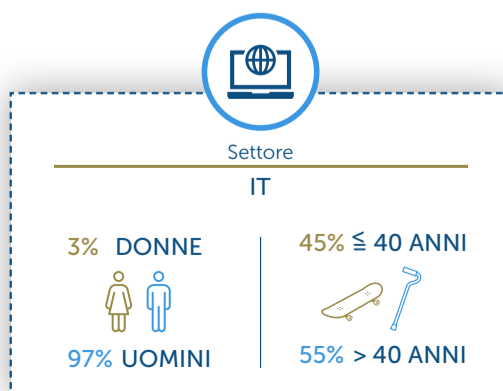 Settore
IT
3% DONNE
97% UOMINI
45% ≦ 40 ANNI
55% > 40 ANNI